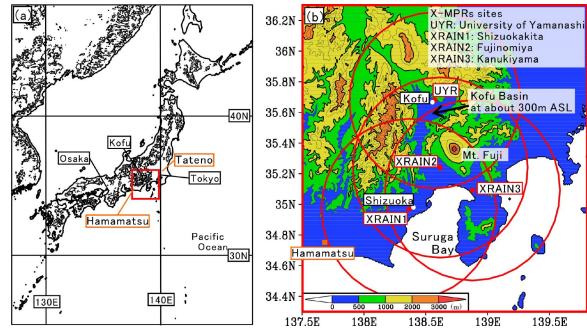 (a)
40N
Kofu
Osaka
Tateno
Tokyo
Hamamatsu
Pacific
Ocean
30N
130E
140E
(b)
X-MPRs sites
UYR: University of Yamanashi
XRAIN1: Shizuokakita
XRAIN2: Fujinomiya
XRAIN3: Kanukiyama
36.2N
36N
35.8N
35.6N
35.4N
35.2N
35N
34.8N
34.6N
34.4N
Kofu
UYR
Kofu Basin
at about 300m ASL
Mt. Fuji
XRAIN2
XRAIN3
Shizuoka
XRAIN1
Suruga
Bay
Hamamatsu
0 500 1000 2000 3000 (m)
137.5E 138E 138.5E 139E 139.5E